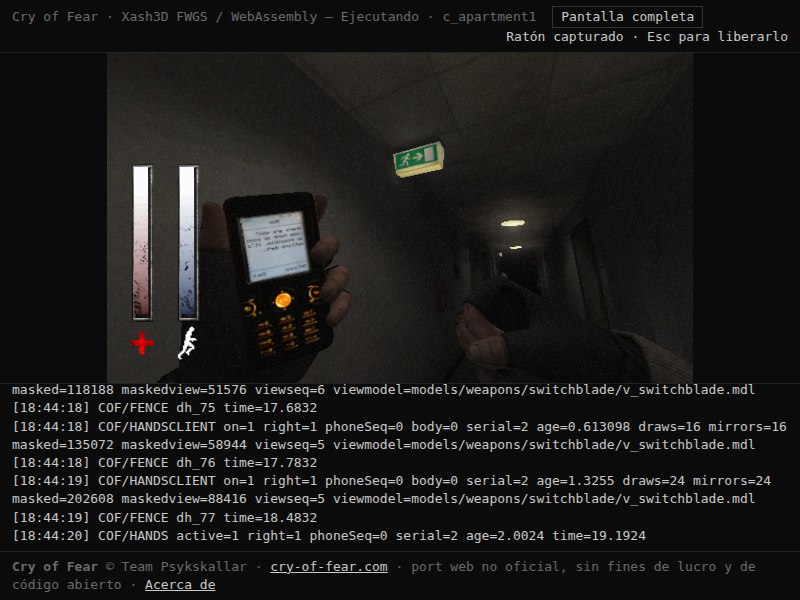 Cry of Fear · Xash3D FWGS / WebAssembly — Ejecutando · c_apartment1
Pantalla completa
Ratón capturado · Esc para liberarlo
masked=118188 maskedview=51576 viewseq=6 viewmodel=models/weapons/switchblade/v_switchblade.mdl
[18:44:18] COF/FENCE dh_75 time=17.6832
[18:44:18] COF/HANDSCLIENT on=1 right=1 phoneSeq=0 body=0 serial=2 age=0.613098 draws=16 mirrors=16
masked=135072 maskedview=58944 viewseq=5 viewmodel=models/weapons/switchblade/v_switchblade.mdl
[18:44:18] COF/FENCE dh_76 time=17.7832
[18:44:19] COF/HANDSCLIENT on=1 right=1 phoneSeq=0 body=0 serial=2 age=1.3255 draws=24 mirrors=24
masked=202608 maskedview=88416 viewseq=5 viewmodel=models/weapons/switchblade/v_switchblade.mdl
[18:44:19] COF/FENCE dh_77 time=18.4832
[18:44:20] COF/HANDS active=1 right=1 phoneSeq=0 serial=2 age=2.0024 time=19.1924
Cry of Fear © Team Psykskallar · cry-of-fear.com · port web no oficial, sin fines de lucro y de
código abierto · Acerca de